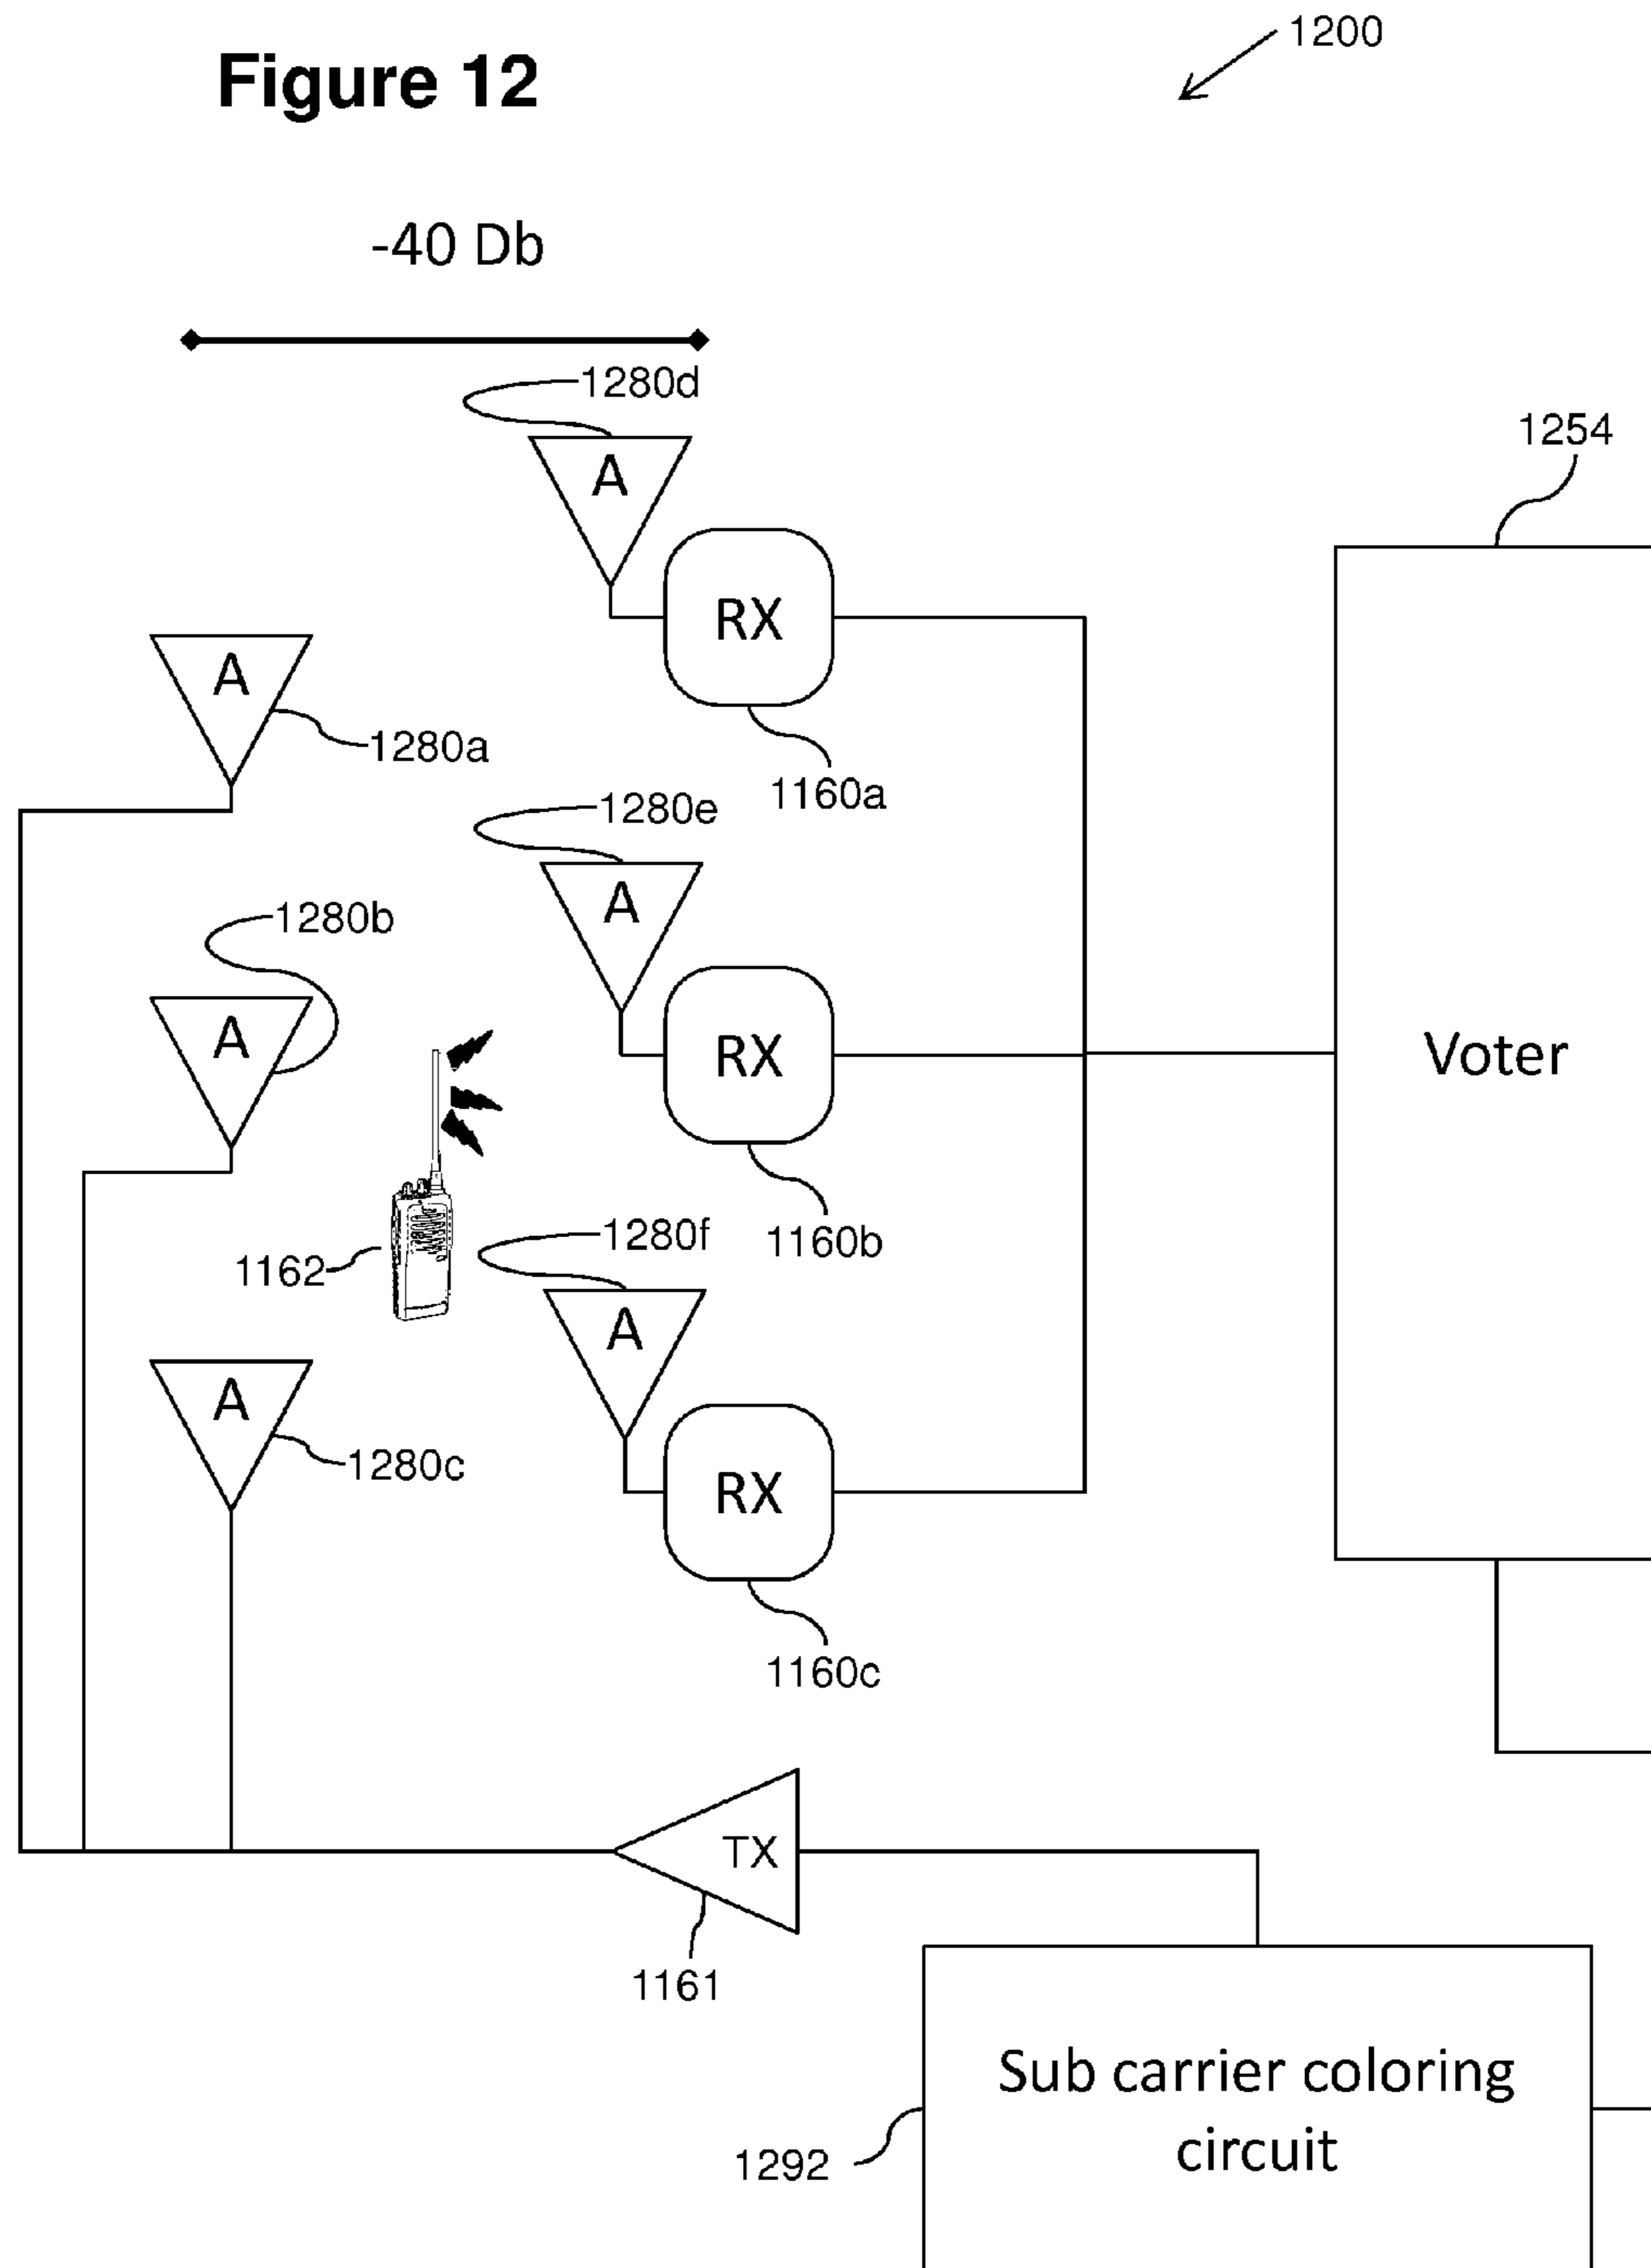 Figure 12
1200
-40 Db
1280d
A
1254
RX
A
1280a
1160a
1280e
A
1280b
A
RX
Voter
1280f
1160b
1162
A
A
1280c
RX
1160c
TX
1161
Sub carrier coloring
circuit
1292